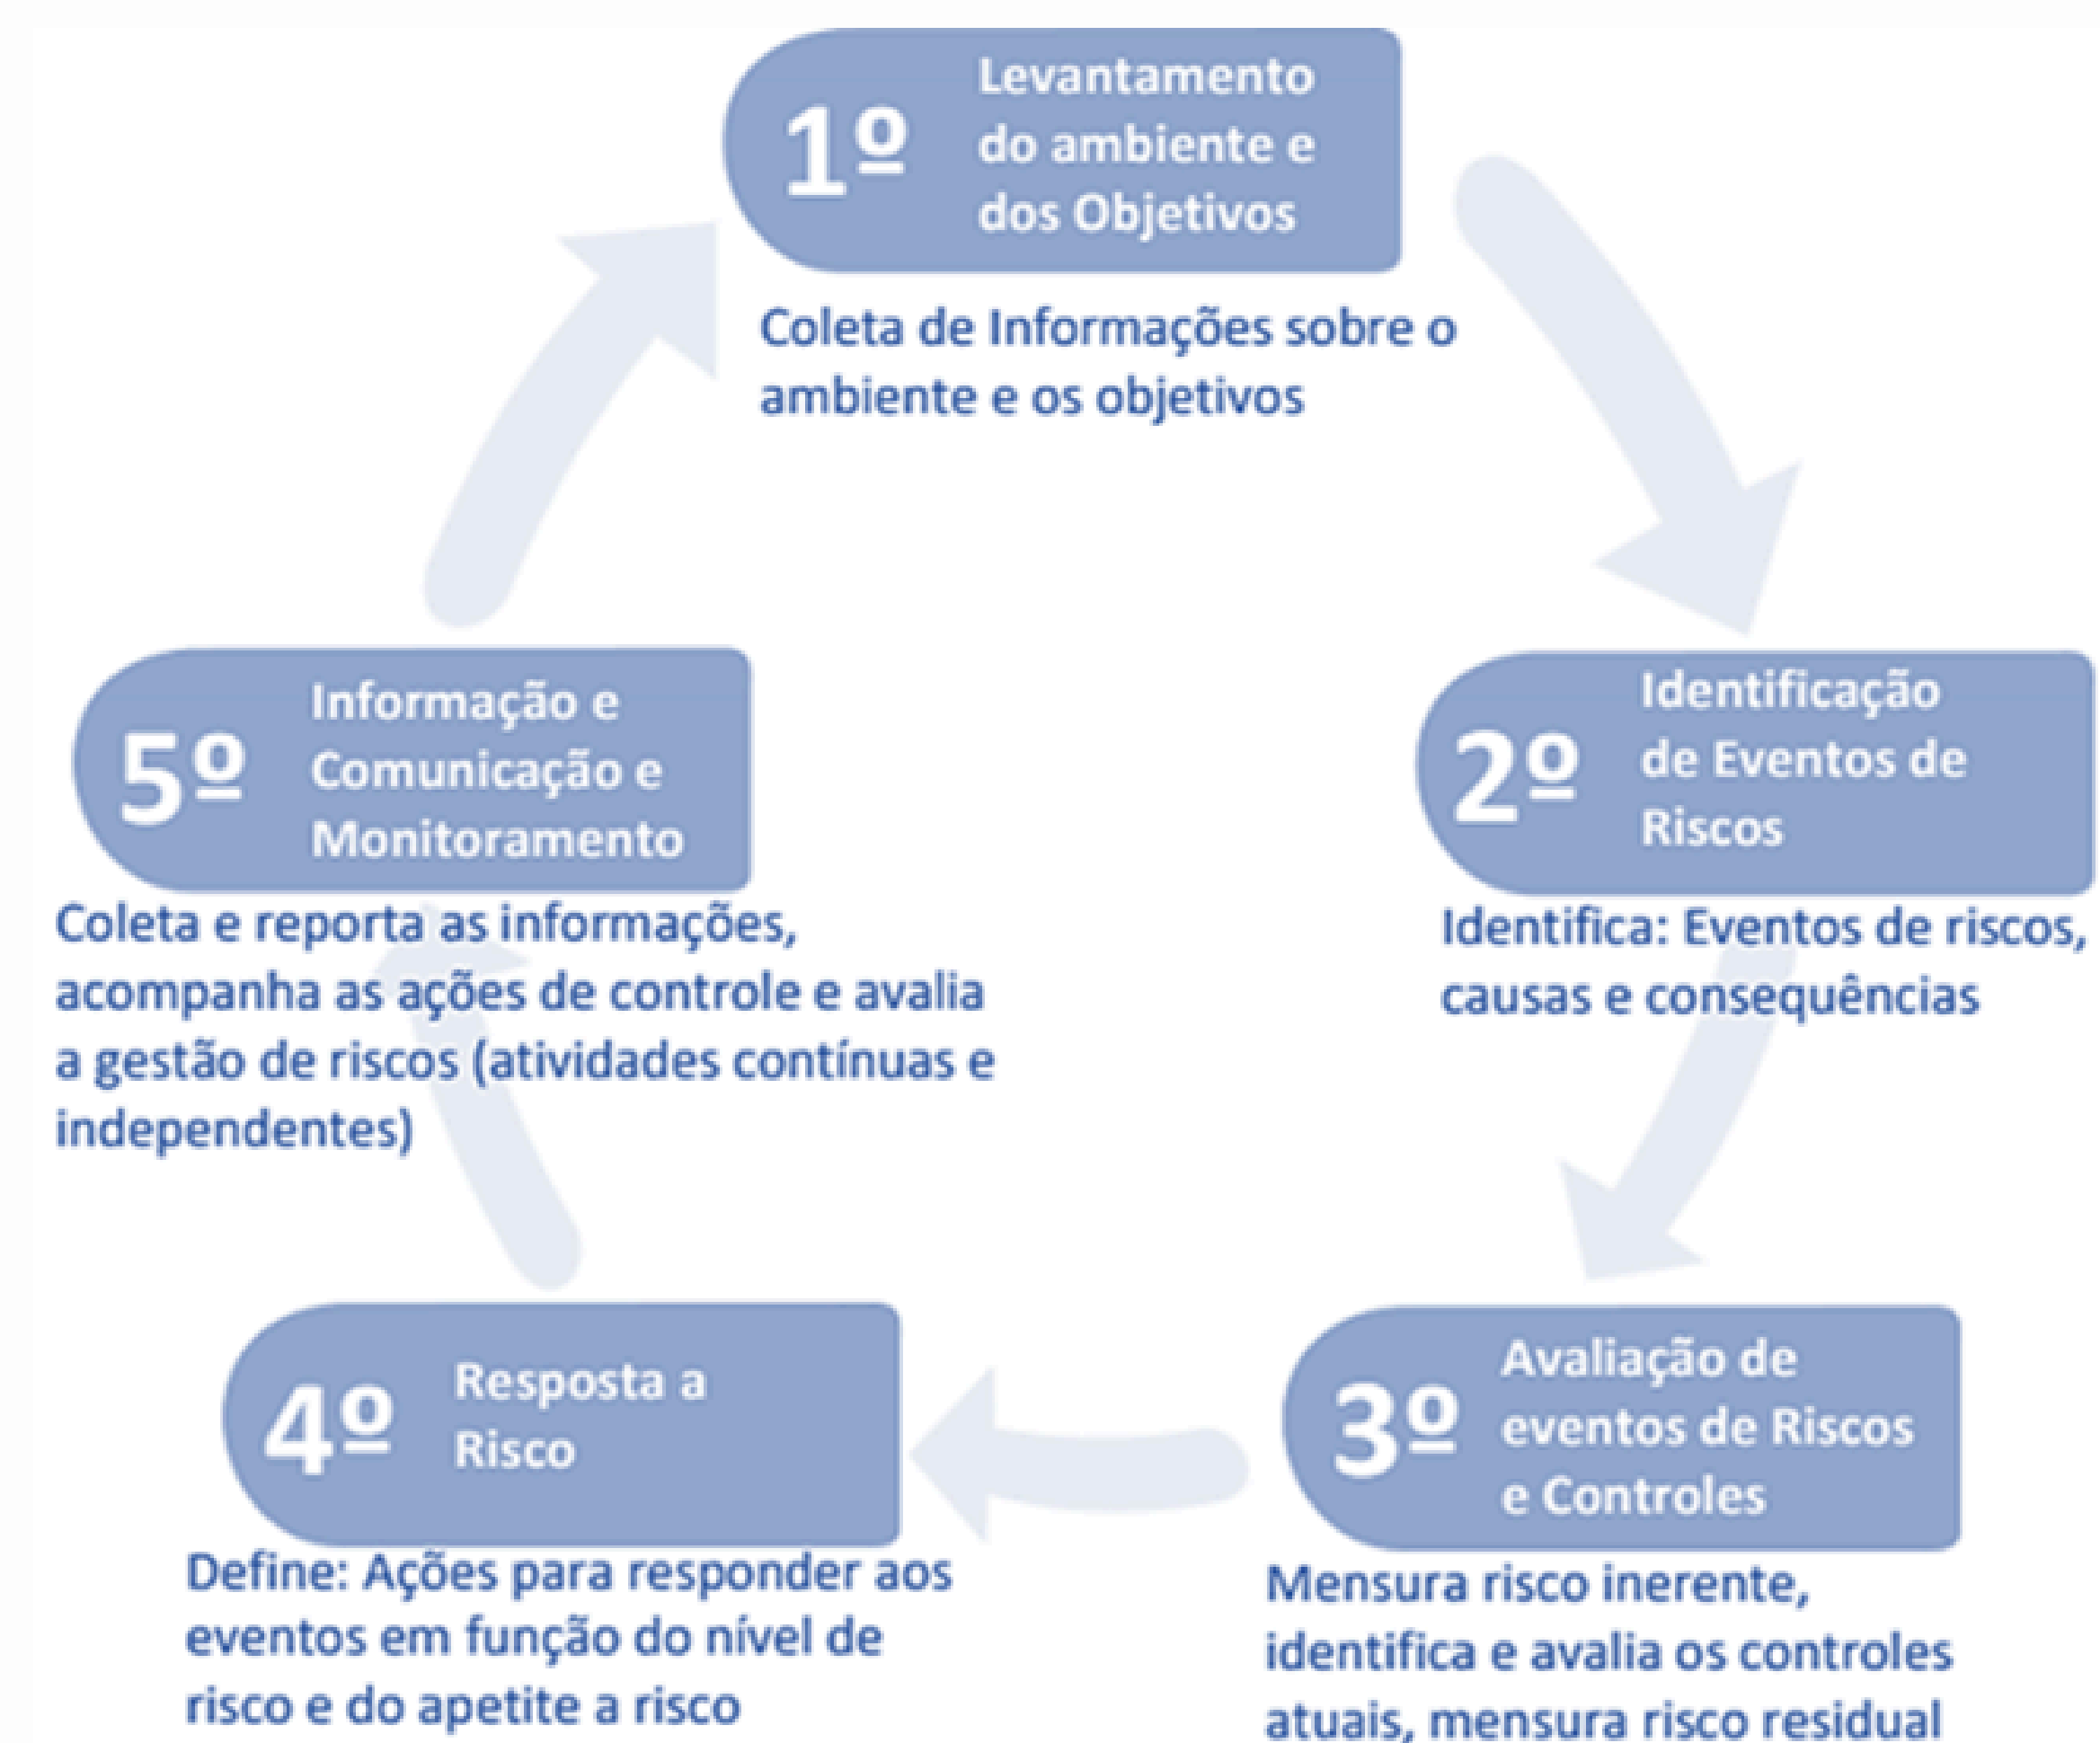 1º
Levantamento
do ambiente e
dos Objetivos
Coleta de Informações sobre o
ambiente e os objetivos
2º
Identificação
de Eventos de
Riscos
Identifica: Eventos de riscos,
causas e consequências
3º
Avaliação de
eventos de Riscos
e Controles
Mensura risco inerente,
identifica e avalia os controles
atuais, mensura risco residual
4º
Resposta a
Risco
Define: Ações para responder aos
eventos em função do nível de
risco e do apetite a risco
5º
Informação e
Comunicação e
Monitoramento
Coleta e reporta as informações,
acompanha as ações de controle e avalia
a gestão de riscos (atividades contínuas e
independentes)